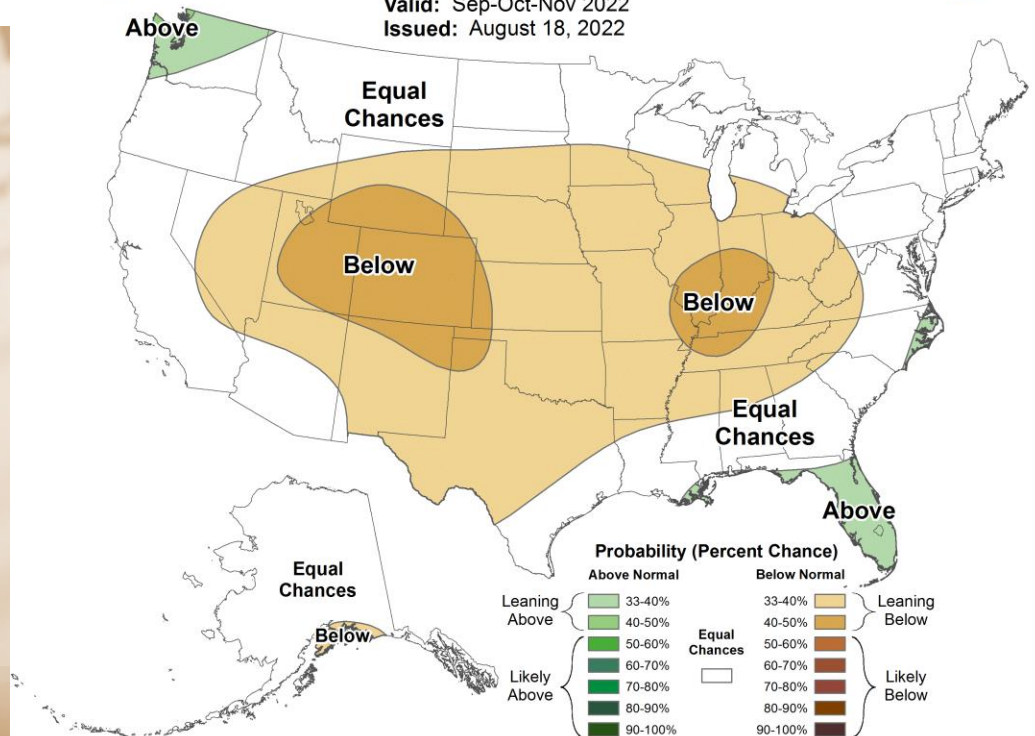 Valid: Sep-Oct-Nov 2022
Issued: August 18, 2022
Above
Equal
Chances
Below
Below
Equal
Chances
Above
Equal
Chances
Below
Probability (Percent Chance)
Above Normal
Below Normal
Leaning
Above
33-40%
40-50%
50-60%
60-70%
70-80%
80-90%
90-100%
Likely
Above
Equal
Chances
33-40%
40-50%
50-60%
60-70%
70-80%
80-90%
90-100%
Leaning
Below
Likely
Below